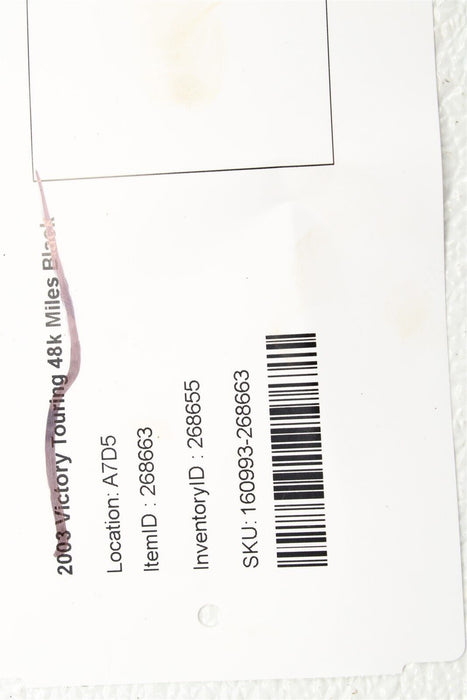 2003 Victory Touring 48k Miles Black
Location: A7D5
ItemID : 268663
InventoryID : 268655
SKU: 160993-268663